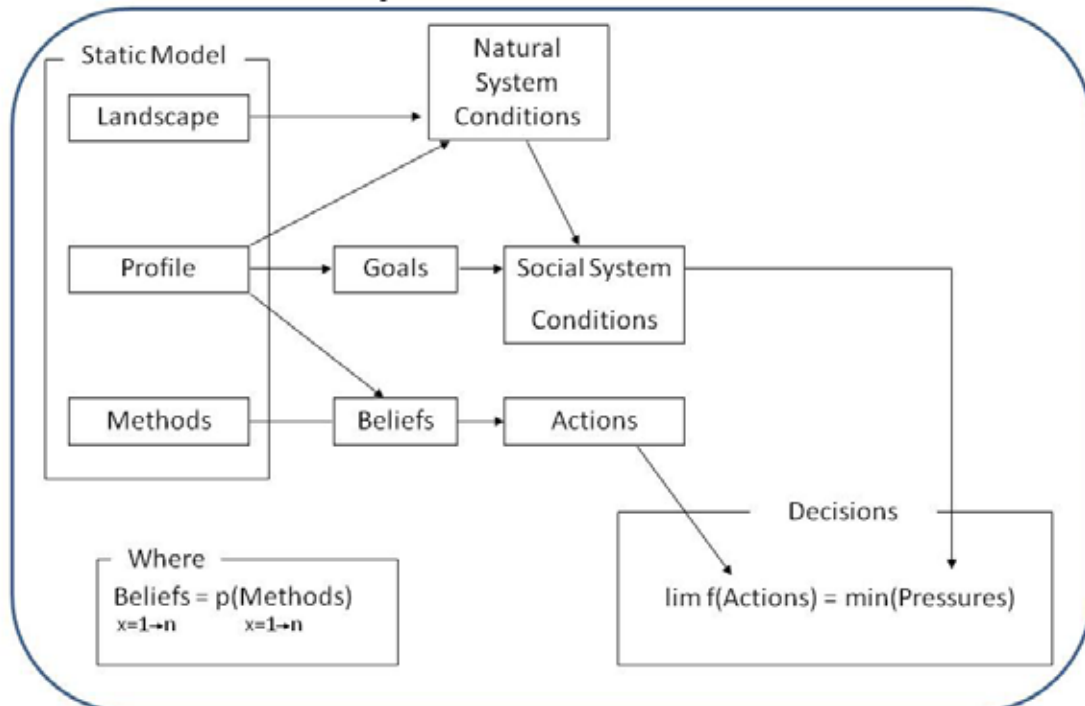 Static Model
Natural
System
Conditions
Landscape
Profile
Goals
Social System
Conditions
Methods
Beliefs
Actions
Decisions
lim f(Actions) = min(Pressures)
Where
Beliefs = p(Methods)
x=1→n x=1→n